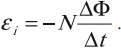 εᵢ = −N ΔΦ/Δt .